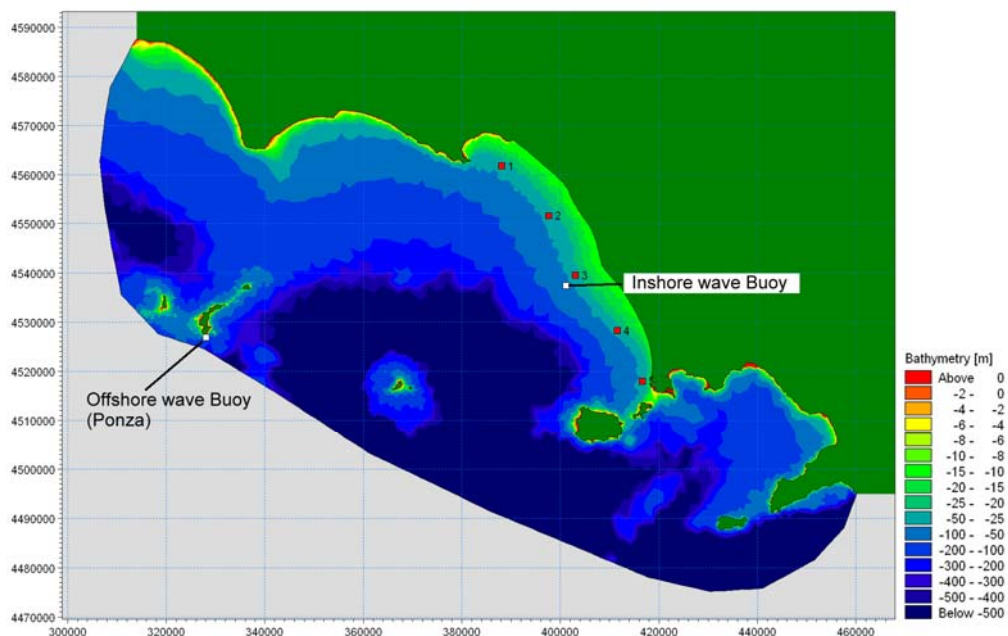 4590000
4580000
4570000
4560000
4550000
4540000
4530000
4520000
4510000
4500000
4490000
4480000
4470000
300000
320000
340000
360000
380000
400000
420000
440000
460000
1
2
3
4
5
Inshore wave Buoy
Offshore wave Buoy
(Ponza)
Bathymetry [m]
Above 0
-2 - 0
-4 - -2
-6 - -4
-8 - -6
-10 - -8
-15 - -10
-20 - -15
-25 - -20
-50 - -25
-100 - -50
-200 - -100
-300 - -200
-400 - -300
-500 - -400
Below -500